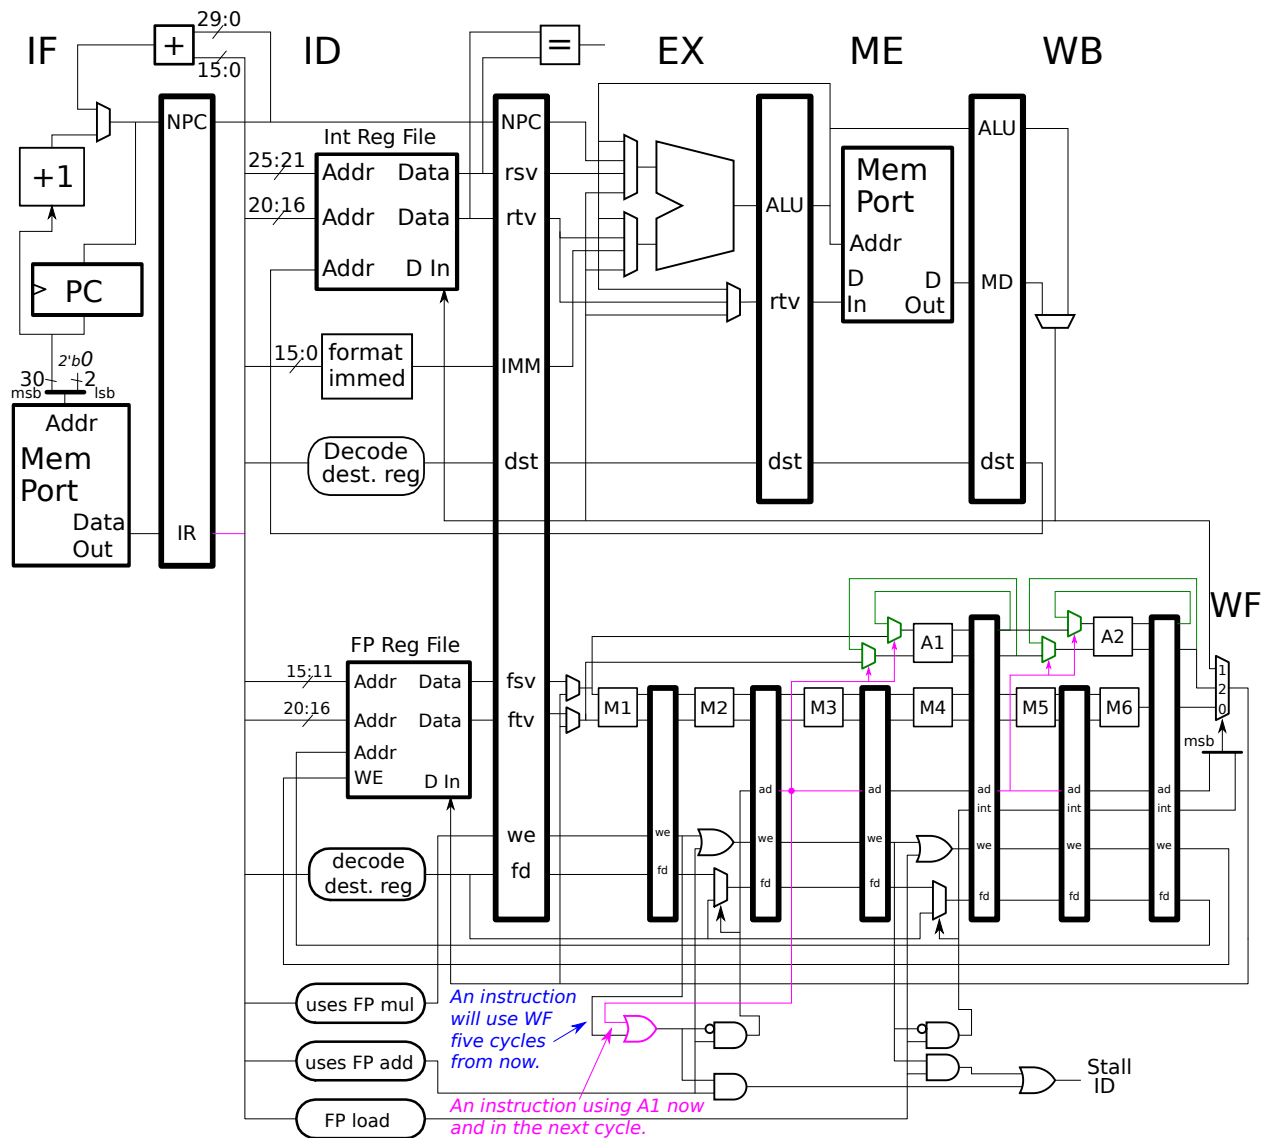 IF
ID
EX
ME
WB
29:0
15:0
+
=
NPC
+1
PC
2'b0
30
2
msb
lsb
Addr
Mem
Port
Data
Out
IR
Int Reg File
25:21
Addr
Data
20:16
Addr
Data
Addr
D In
15:0
format
immed
Decode
dest. reg
NPC
rsv
rtv
IMM
dst
ALU
rtv
dst
Mem
Port
Addr
D
In
D
Out
ALU
MD
dst
WF
FP Reg File
15:11
Addr
Data
20:16
Addr
Data
Addr
WE
D In
fsv
ftv
we
fd
decode
dest. reg
M1
M2
M3
M4
M5
M6
A1
A2
we
fd
ad
we
fd
ad
we
fd
ad
int
we
fd
ad
int
we
fd
ad
int
we
fd
1
2
0
msb
uses FP mul
uses FP add
FP load
An instruction
will use WF
five cycles
from now.
An instruction using A1 now
and in the next cycle.
Stall
ID